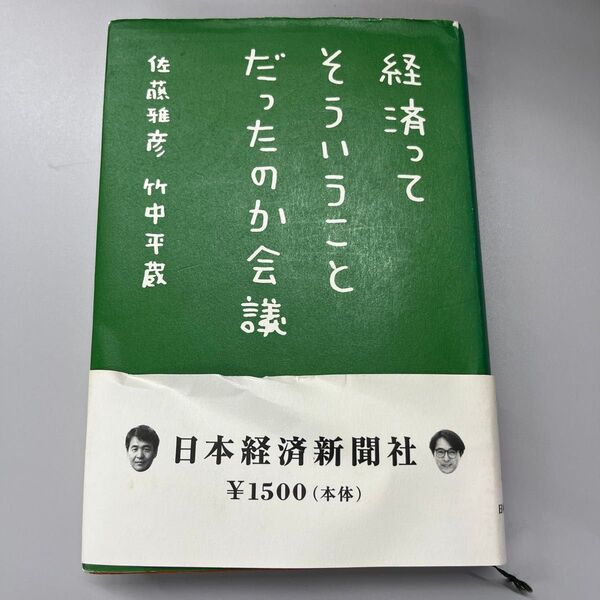 経済って
そういうこと
だったのか会議
佐藤雅彦 竹中平蔵
日本経済新聞社
¥1500(本体)